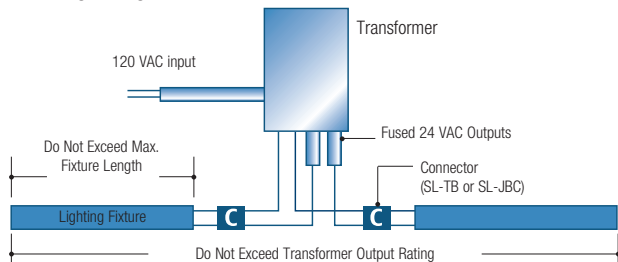 Transformer
120 VAC input
Fused 24 VAC Outputs
Do Not Exceed Max.
Fixture Length
Connector
(SL-TB or SL-JBC)
Lighting Fixture
C
C
Do Not Exceed Transformer Output Rating